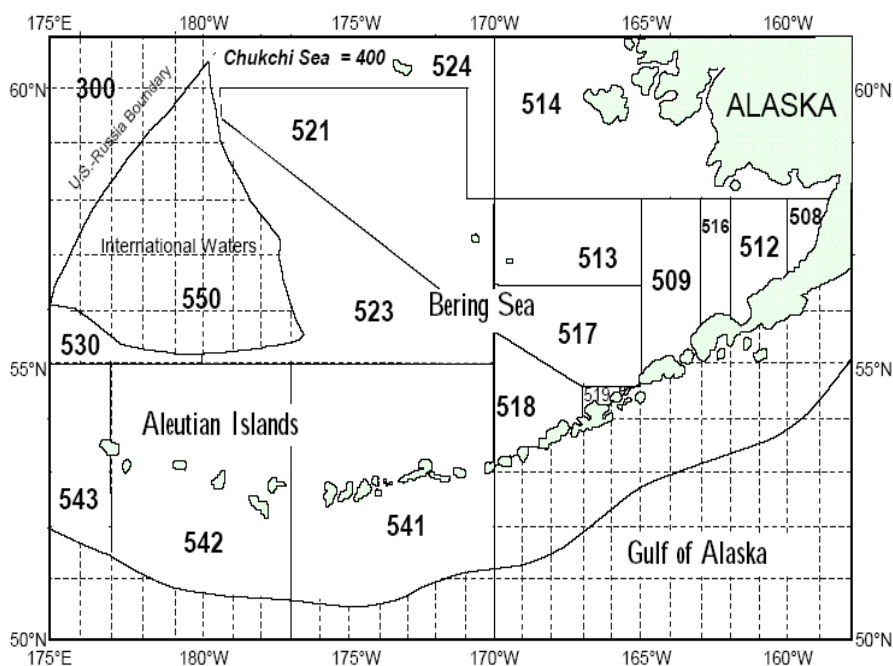 175°E 180°W 175°W 170°W 165°W 160°W
Chukchi Sea = 400
524
60°N
300
514
ALASKA
60°N
U.S.-Russia Boundary
521
508
516
513
512
International Waters
509
550
523
Bering Sea
517
530
55°N
55°N
519
518
Aleutian Islands
543
541
542
Gulf of Alaska
50°N
50°N
175°E 180°W 175°W 170°W 165°W 160°W